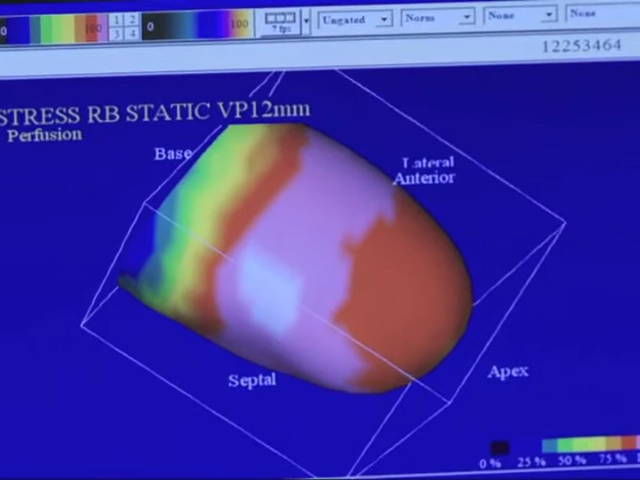 0 100 1 2 0 100 Ungated Norm None None
3 4 7 fps
12253464
STRESS RB STATIC VP12mm
Perfusion
Base
Lateral
Anterior
Septal
Apex
0 % 25 % 50 % 75 %